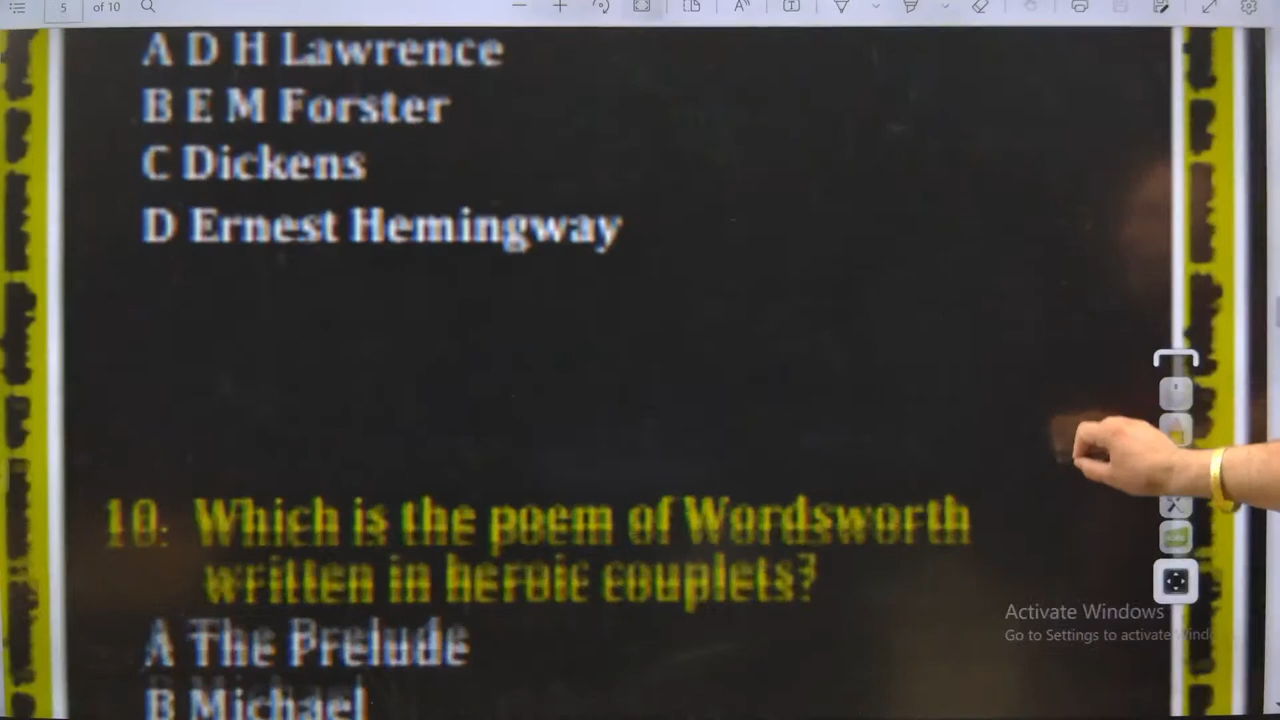 5 of 10
A D H Lawrence
B E M Forster
C Dickens
D Ernest Hemingway
10. Which is the poem of Wordsworth
written in heroic couplets?
A The Prelude
B Michael
Activate Windows
Go to Settings to activate Wind